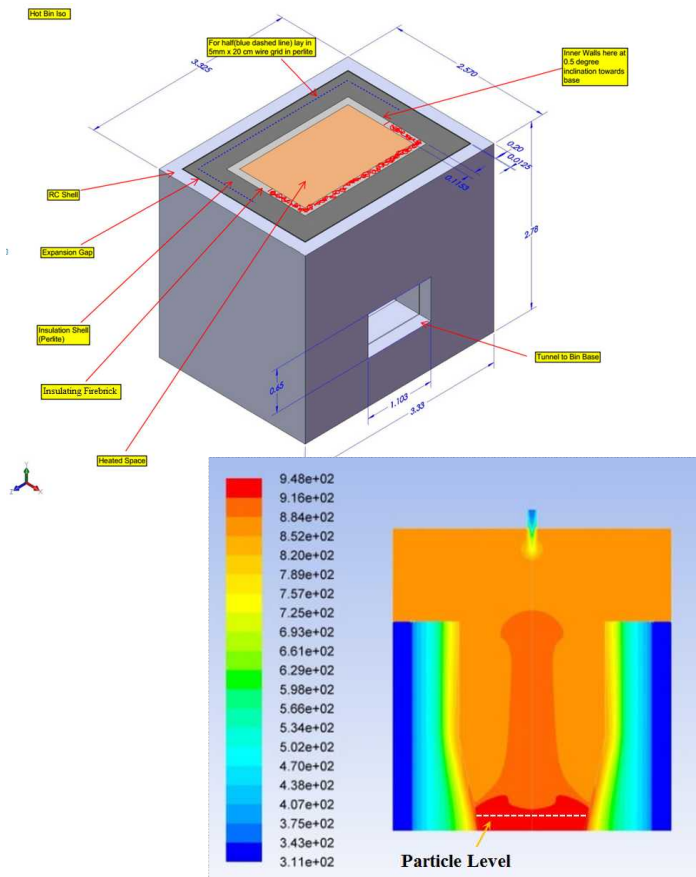 Hot Bin Iso
For half(blue dashed line) lay in
5mm x 20 cm wire grid in perlite
Inner Walls here at
0.5 degree
inclination towards
base
3.325
2.570
0.20
0.0125
0.1153
2.78
RC Shell
Expansion Gap
Insulation Shell
(Perlite)
Insulating Firebrick
Heated Space
Tunnel to Bin Base
0.65
1.103
3.33
9.48e+02
9.16e+02
8.84e+02
8.52e+02
8.20e+02
7.89e+02
7.57e+02
7.25e+02
6.93e+02
6.61e+02
6.29e+02
5.98e+02
5.66e+02
5.34e+02
5.02e+02
4.70e+02
4.38e+02
4.07e+02
3.75e+02
3.43e+02
3.11e+02
Particle Level